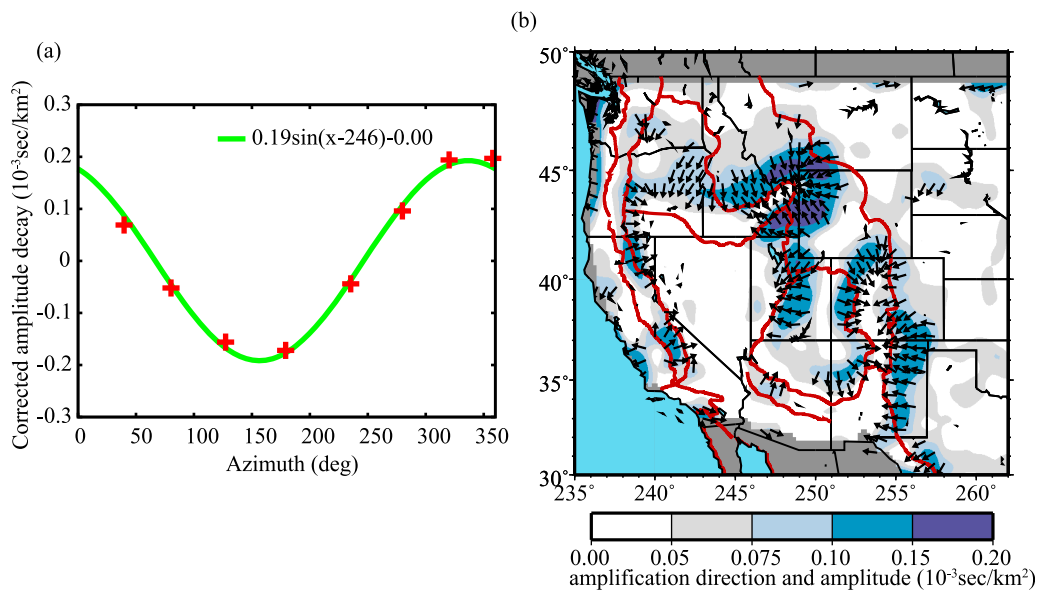 (a)
0.19sin(x-246)-0.00
0.3
0.2
0.1
0
-0.1
-0.2
-0.3
Corrected amplitude decay (10⁻³sec/km²)
0 50 100 150 200 250 300 350
Azimuth (deg)
(b)
50˚
45˚
40˚
35˚
30˚
235˚ 240˚ 245˚ 250˚ 255˚ 260˚
0.00 0.05 0.075 0.10 0.15 0.20
amplification direction and amplitude (10⁻³sec/km²)